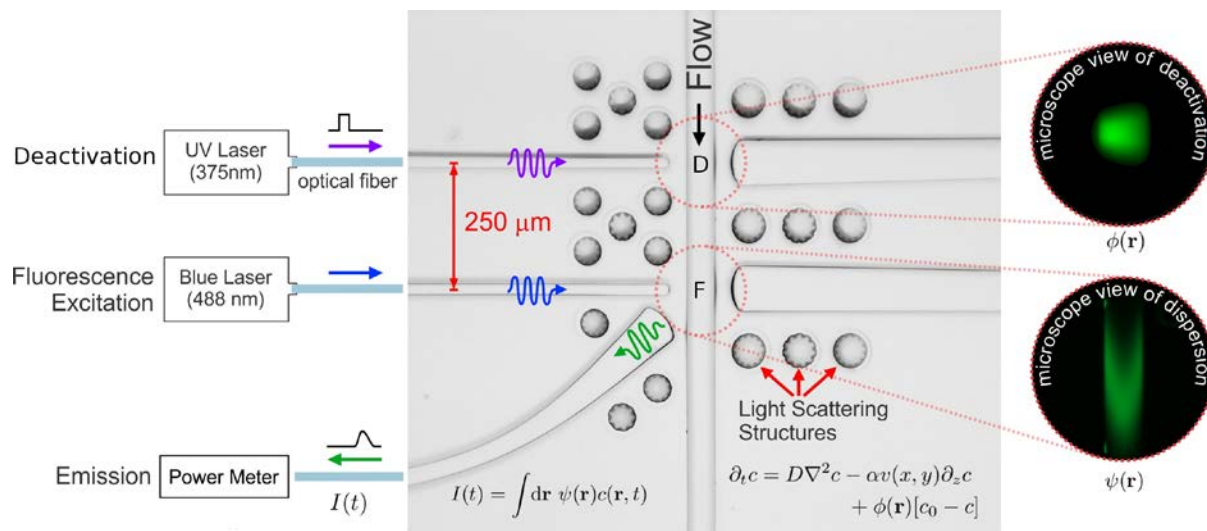 Deactivation
UV Laser
(375nm)
optical fiber
250 μm
Fluorescence
Excitation
Blue Laser
(488 nm)
Emission
Power Meter
I(t)
Flow
D
F
Light Scattering
Structures
I(t) = ∫dr ψ(r)c(r, t)
∂ₜc = D∇²c − αv(x, y)∂_zc
+ ϕ(r)[c₀ − c]
microscope view of deactivation
ϕ(r)
microscope view of dispersion
ψ(r)